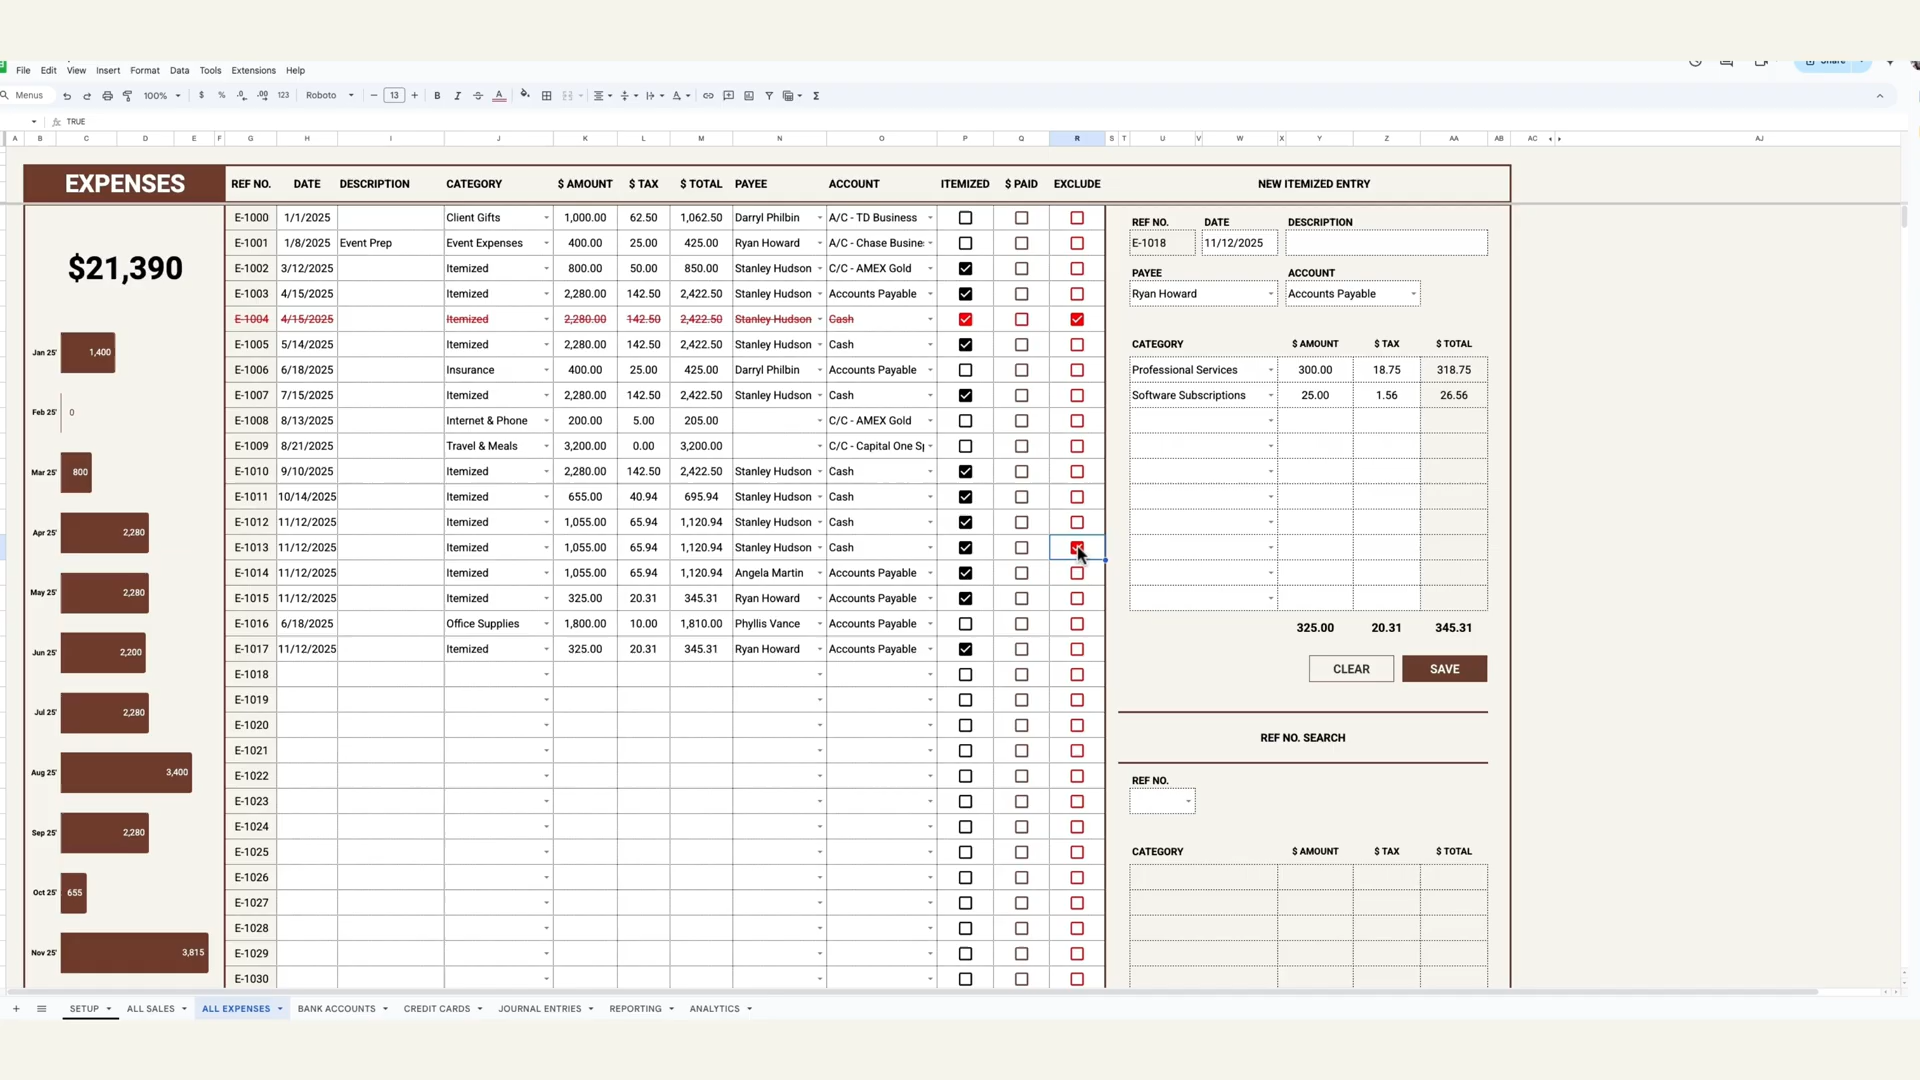 File Edit View Insert Format Data Tools Extensions Help
Share
Menus 100% $ % .0 .00 123 Roboto 13
TRUE
A B C D E F G H I J K L M N O P Q R S T U V W X Y Z AA AB AC AJ
EXPENSES REF NO. DATE DESCRIPTION CATEGORY $ AMOUNT $ TAX $ TOTAL PAYEE ACCOUNT ITEMIZED $ PAID EXCLUDE NEW ITEMIZED ENTRY
$21,390
Jan 25' 1,400
Feb 25' 0
Mar 25' 800
Apr 25' 2,280
May 25' 2,280
Jun 25' 2,200
Jul 25' 2,280
Aug 25' 3,400
Sep 25' 2,280
Oct 25' 655
Nov 25' 3,815
E-1000 1/1/2025 Client Gifts 1,000.00 62.50 1,062.50 Darryl Philbin A/C - TD Business
E-1001 1/8/2025 Event Prep Event Expenses 400.00 25.00 425.00 Ryan Howard A/C - Chase Busine
E-1002 3/12/2025 Itemized 800.00 50.00 850.00 Stanley Hudson C/C - AMEX Gold
E-1003 4/15/2025 Itemized 2,280.00 142.50 2,422.50 Stanley Hudson Accounts Payable
E-1004 4/15/2025 Itemized 2,280.00 142.50 2,422.50 Stanley Hudson Cash
E-1005 5/14/2025 Itemized 2,280.00 142.50 2,422.50 Stanley Hudson Cash
E-1006 6/18/2025 Insurance 400.00 25.00 425.00 Darryl Philbin Accounts Payable
E-1007 7/15/2025 Itemized 2,280.00 142.50 2,422.50 Stanley Hudson Cash
E-1008 8/13/2025 Internet & Phone 200.00 5.00 205.00 C/C - AMEX Gold
E-1009 8/21/2025 Travel & Meals 3,200.00 0.00 3,200.00 C/C - Capital One S
E-1010 9/10/2025 Itemized 2,280.00 142.50 2,422.50 Stanley Hudson Cash
E-1011 10/14/2025 Itemized 655.00 40.94 695.94 Stanley Hudson Cash
E-1012 11/12/2025 Itemized 1,055.00 65.94 1,120.94 Stanley Hudson Cash
E-1013 11/12/2025 Itemized 1,055.00 65.94 1,120.94 Stanley Hudson Cash
E-1014 11/12/2025 Itemized 1,055.00 65.94 1,120.94 Angela Martin Accounts Payable
E-1015 11/12/2025 Itemized 325.00 20.31 345.31 Ryan Howard Accounts Payable
E-1016 6/18/2025 Office Supplies 1,800.00 10.00 1,810.00 Phyllis Vance Accounts Payable
E-1017 11/12/2025 Itemized 325.00 20.31 345.31 Ryan Howard Accounts Payable
E-1018
E-1019
E-1020
E-1021
E-1022
E-1023
E-1024
E-1025
E-1026
E-1027
E-1028
E-1029
E-1030
REF NO. DATE DESCRIPTION
E-1018 11/12/2025
PAYEE ACCOUNT
Ryan Howard Accounts Payable
CATEGORY $ AMOUNT $ TAX $ TOTAL
Professional Services 300.00 18.75 318.75
Software Subscriptions 25.00 1.56 26.56
325.00 20.31 345.31
CLEAR SAVE
REF NO. SEARCH
REF NO.
CATEGORY $ AMOUNT $ TAX $ TOTAL
SETUP ALL SALES ALL EXPENSES BANK ACCOUNTS CREDIT CARDS JOURNAL ENTRIES REPORTING ANALYTICS